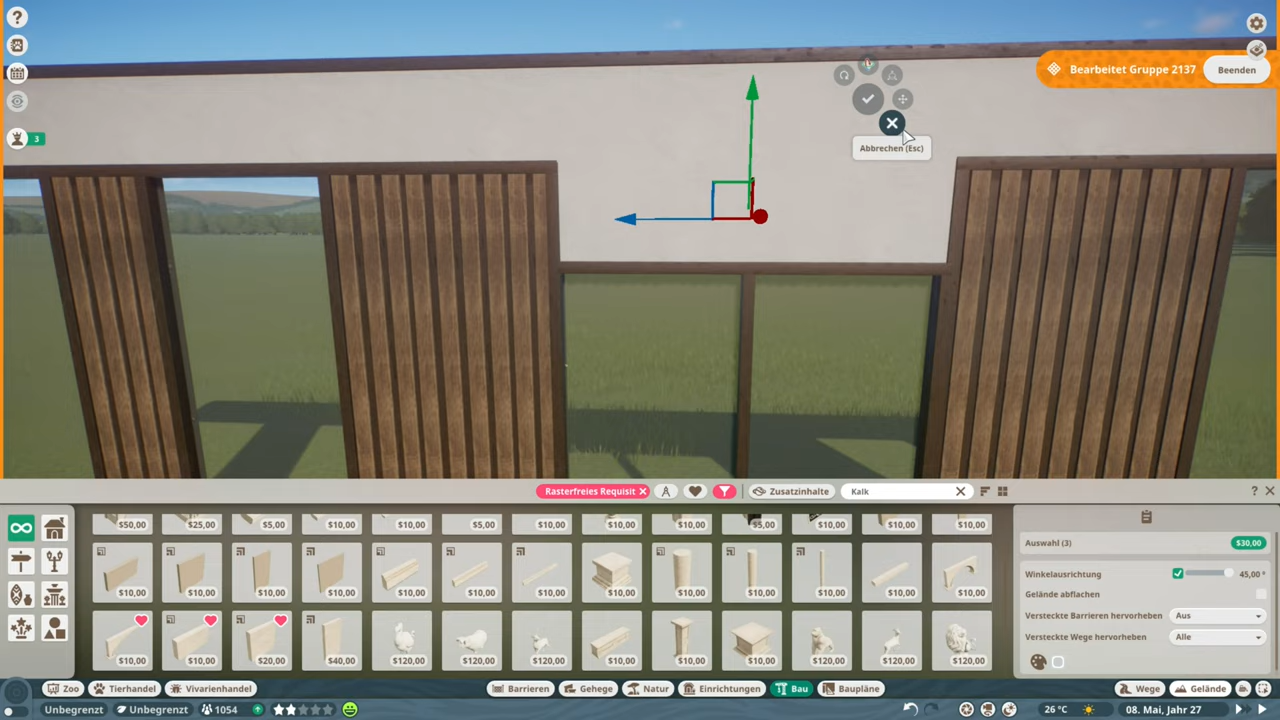 ?
Bearbeitet Gruppe 2137
Beenden
3
Abbrechen (Esc)
Rasterfreies Requisit
Zusatzinhalte
Kalk
?
$50,00 $25,00 $5,00 $10,00 $10,00 $5,00 $10,00 $10,00 $10,00 $5,00 $10,00 $10,00 $10,00
$10,00 $10,00 $10,00 $10,00 $10,00 $10,00 $10,00 $10,00 $10,00 $10,00 $10,00 $10,00 $10,00
$10,00 $10,00 $20,00 $40,00 $120,00 $120,00 $120,00 $10,00 $10,00 $10,00 $120,00 $120,00 $120,00
Auswahl (3) $30,00
Winkelausrichtung 45,00 °
Gelände abflachen
Versteckte Barrieren hervorheben Aus
Versteckte Wege hervorheben Alle
Zoo Tierhandel Vivarienhandel Barrieren Gehege Natur Einrichtungen Bau Baupläne Wege Gelände
Unbegrenzt Unbegrenzt 1054 26 °C 08. Mai, Jahr 27